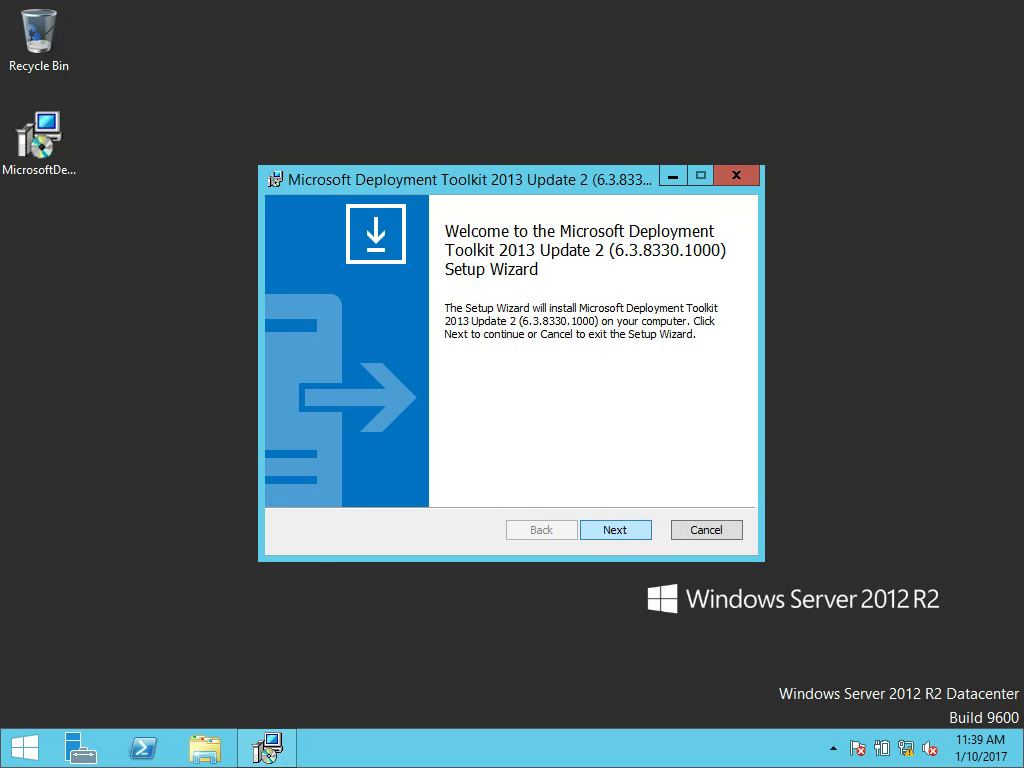 Recycle Bin
MicrosoftDe...
Microsoft Deployment Toolkit 2013 Update 2 (6.3.833...
Welcome to the Microsoft Deployment
Toolkit 2013 Update 2 (6.3.8330.1000)
Setup Wizard
The Setup Wizard will install Microsoft Deployment Toolkit
2013 Update 2 (6.3.8330.1000) on your computer. Click
Next to continue or Cancel to exit the Setup Wizard.
Back Next Cancel
Windows Server 2012 R2
Windows Server 2012 R2 Datacenter
Build 9600
11:39 AM
1/10/2017